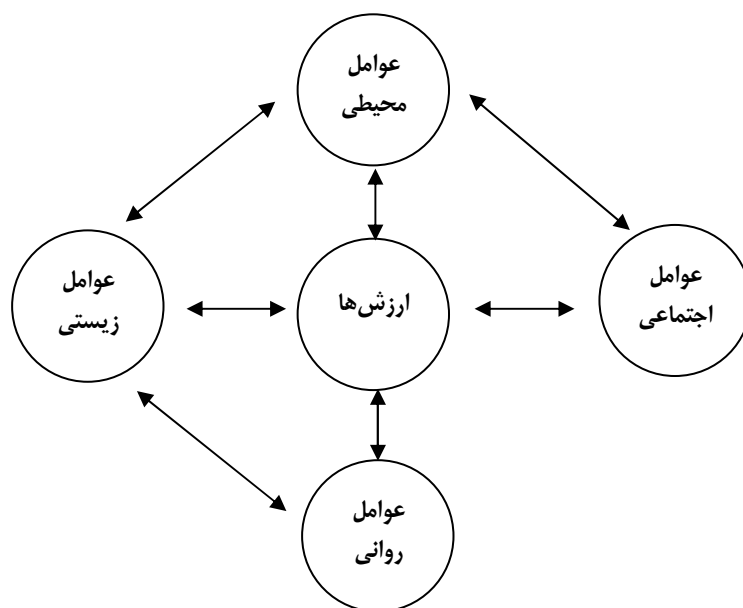 عوامل
محیطی
عوامل
اجتماعی
ارزش‌ها
عوامل
زیستی
عوامل
روانی